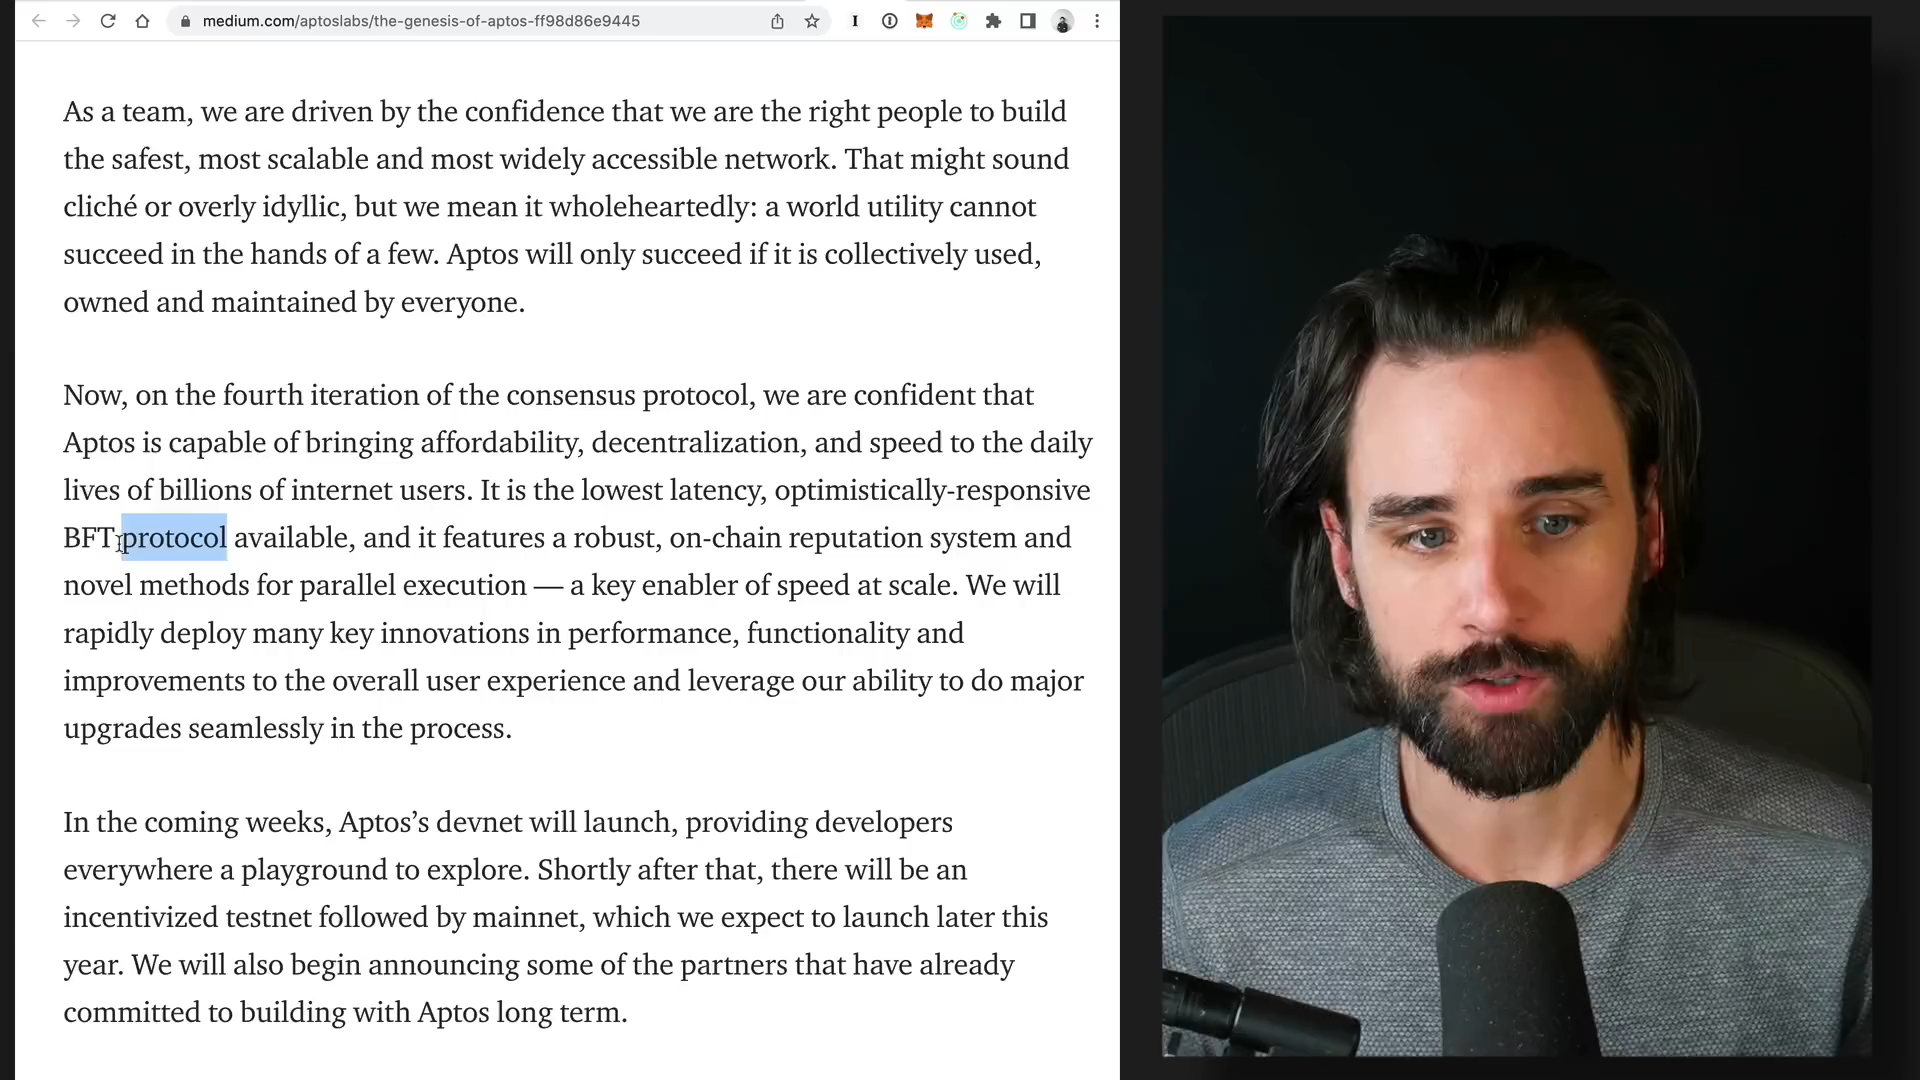 medium.com/aptoslabs/the-genesis-of-aptos-ff98d86e9445
As a team, we are driven by the confidence that we are the right people to build
the safest, most scalable and most widely accessible network. That might sound
cliché or overly idyllic, but we mean it wholeheartedly: a world utility cannot
succeed in the hands of a few. Aptos will only succeed if it is collectively used,
owned and maintained by everyone.
Now, on the fourth iteration of the consensus protocol, we are confident that
Aptos is capable of bringing affordability, decentralization, and speed to the daily
lives of billions of internet users. It is the lowest latency, optimistically-responsive
BFT protocol available, and it features a robust, on-chain reputation system and
novel methods for parallel execution — a key enabler of speed at scale. We will
rapidly deploy many key innovations in performance, functionality and
improvements to the overall user experience and leverage our ability to do major
upgrades seamlessly in the process.
In the coming weeks, Aptos’s devnet will launch, providing developers
everywhere a playground to explore. Shortly after that, there will be an
incentivized testnet followed by mainnet, which we expect to launch later this
year. We will also begin announcing some of the partners that have already
committed to building with Aptos long term.